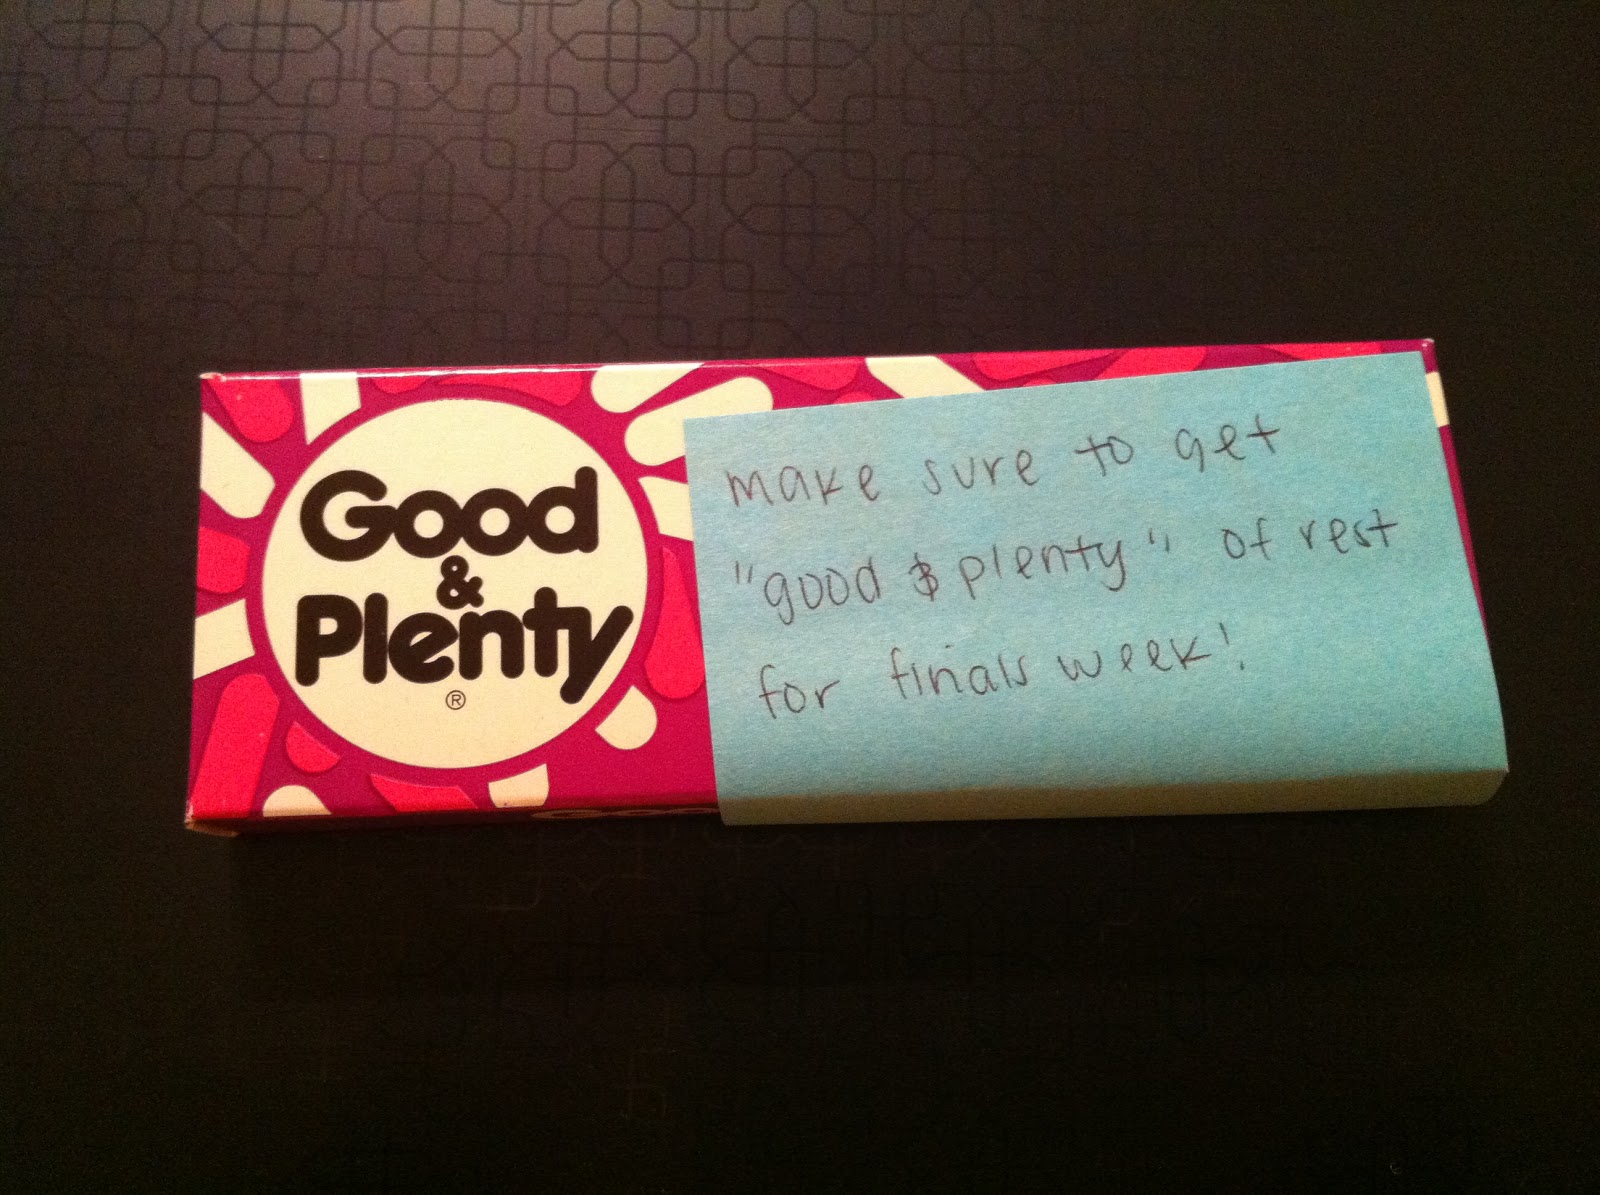 Good
&
Plenty
®
make sure to get
"good & plenty" of rest
for finals week!